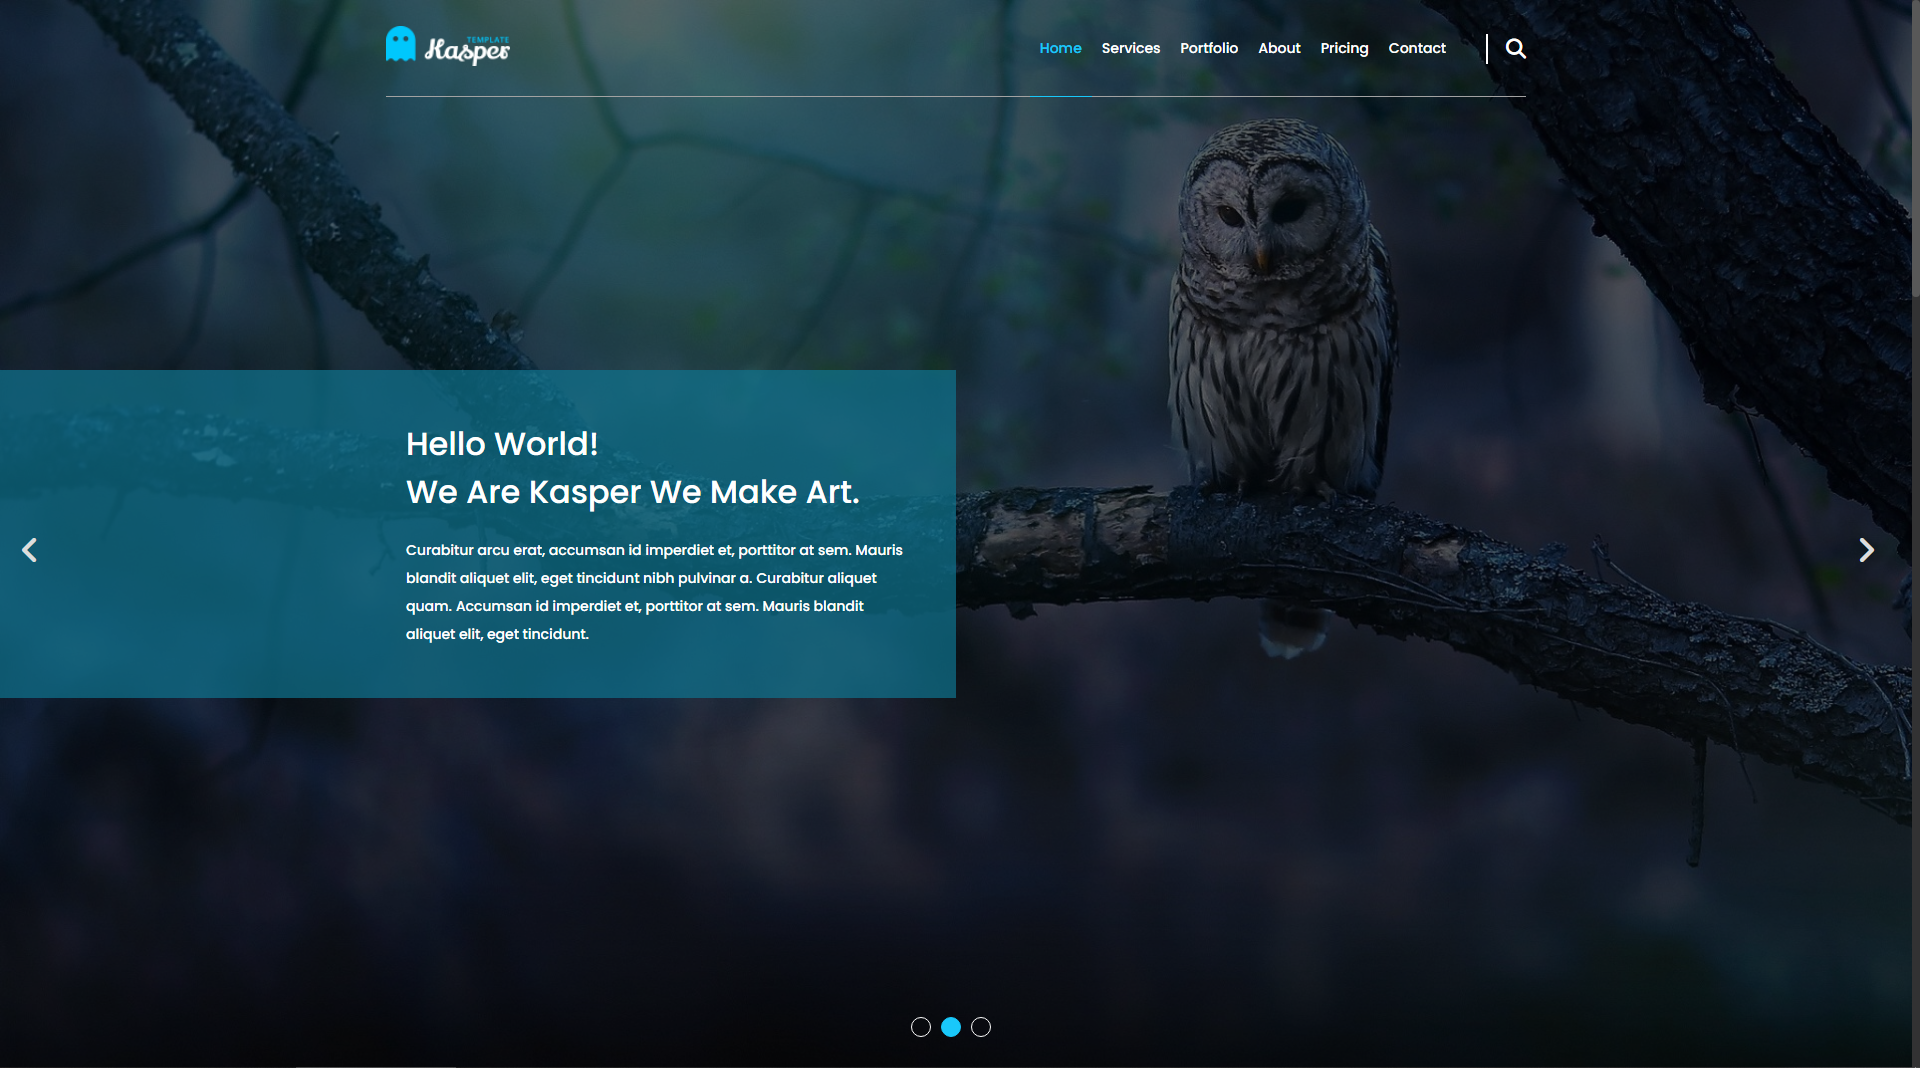 TEMPLATE
Kasper
Home Services Portfolio About Pricing Contact
Hello World!
We Are Kasper We Make Art.
Curabitur arcu erat, accumsan id imperdiet et, porttitor at sem. Mauris
blandit aliquet elit, eget tincidunt nibh pulvinar a. Curabitur aliquet
quam. Accumsan id imperdiet et, porttitor at sem. Mauris blandit
aliquet elit, eget tincidunt.